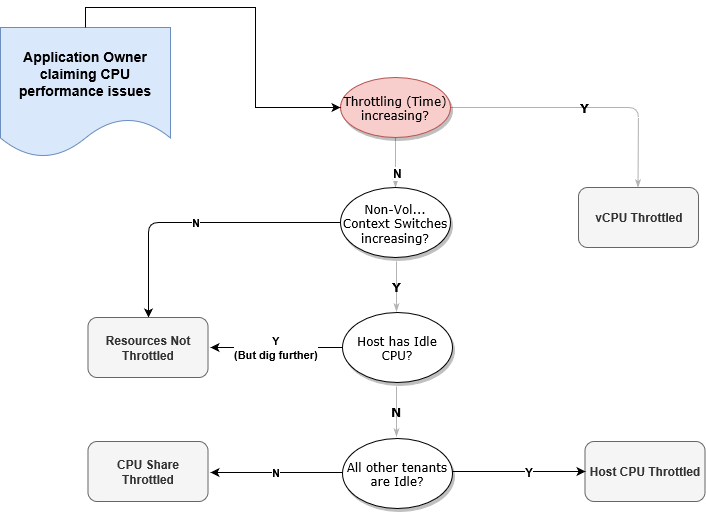 Application Owner
claiming CPU
performance issues
Throttling (Time)
increasing?
Y
N
vCPU Throttled
Non-Vol...
Context Switches
increasing?
N
Y
Resources Not
Throttled
Y
(But dig further)
Host has Idle
CPU?
N
CPU Share
Throttled
N
All other tenants
are Idle?
Y
Host CPU Throttled